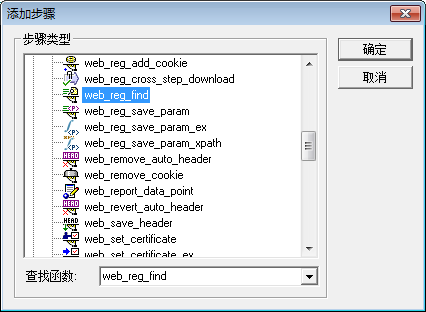 添加步骤
步骤类型
web_reg_add_cookie
web_reg_cross_step_download
web_reg_find
web_reg_save_param
web_reg_save_param_ex
web_reg_save_param_xpath
web_remove_auto_header
web_remove_cookie
web_report_data_point
web_revert_auto_header
web_save_header
web_set_certificate
web_set_certificate_ex
查找函数:
web_reg_find
确定
取消